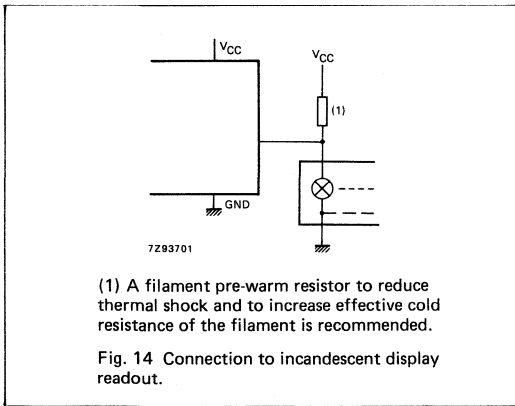 VCC
VCC
(1)
GND
7Z93701
(1) A filament pre-warm resistor to reduce
thermal shock and to increase effective cold
resistance of the filament is recommended.
Fig. 14 Connection to incandescent display
readout.